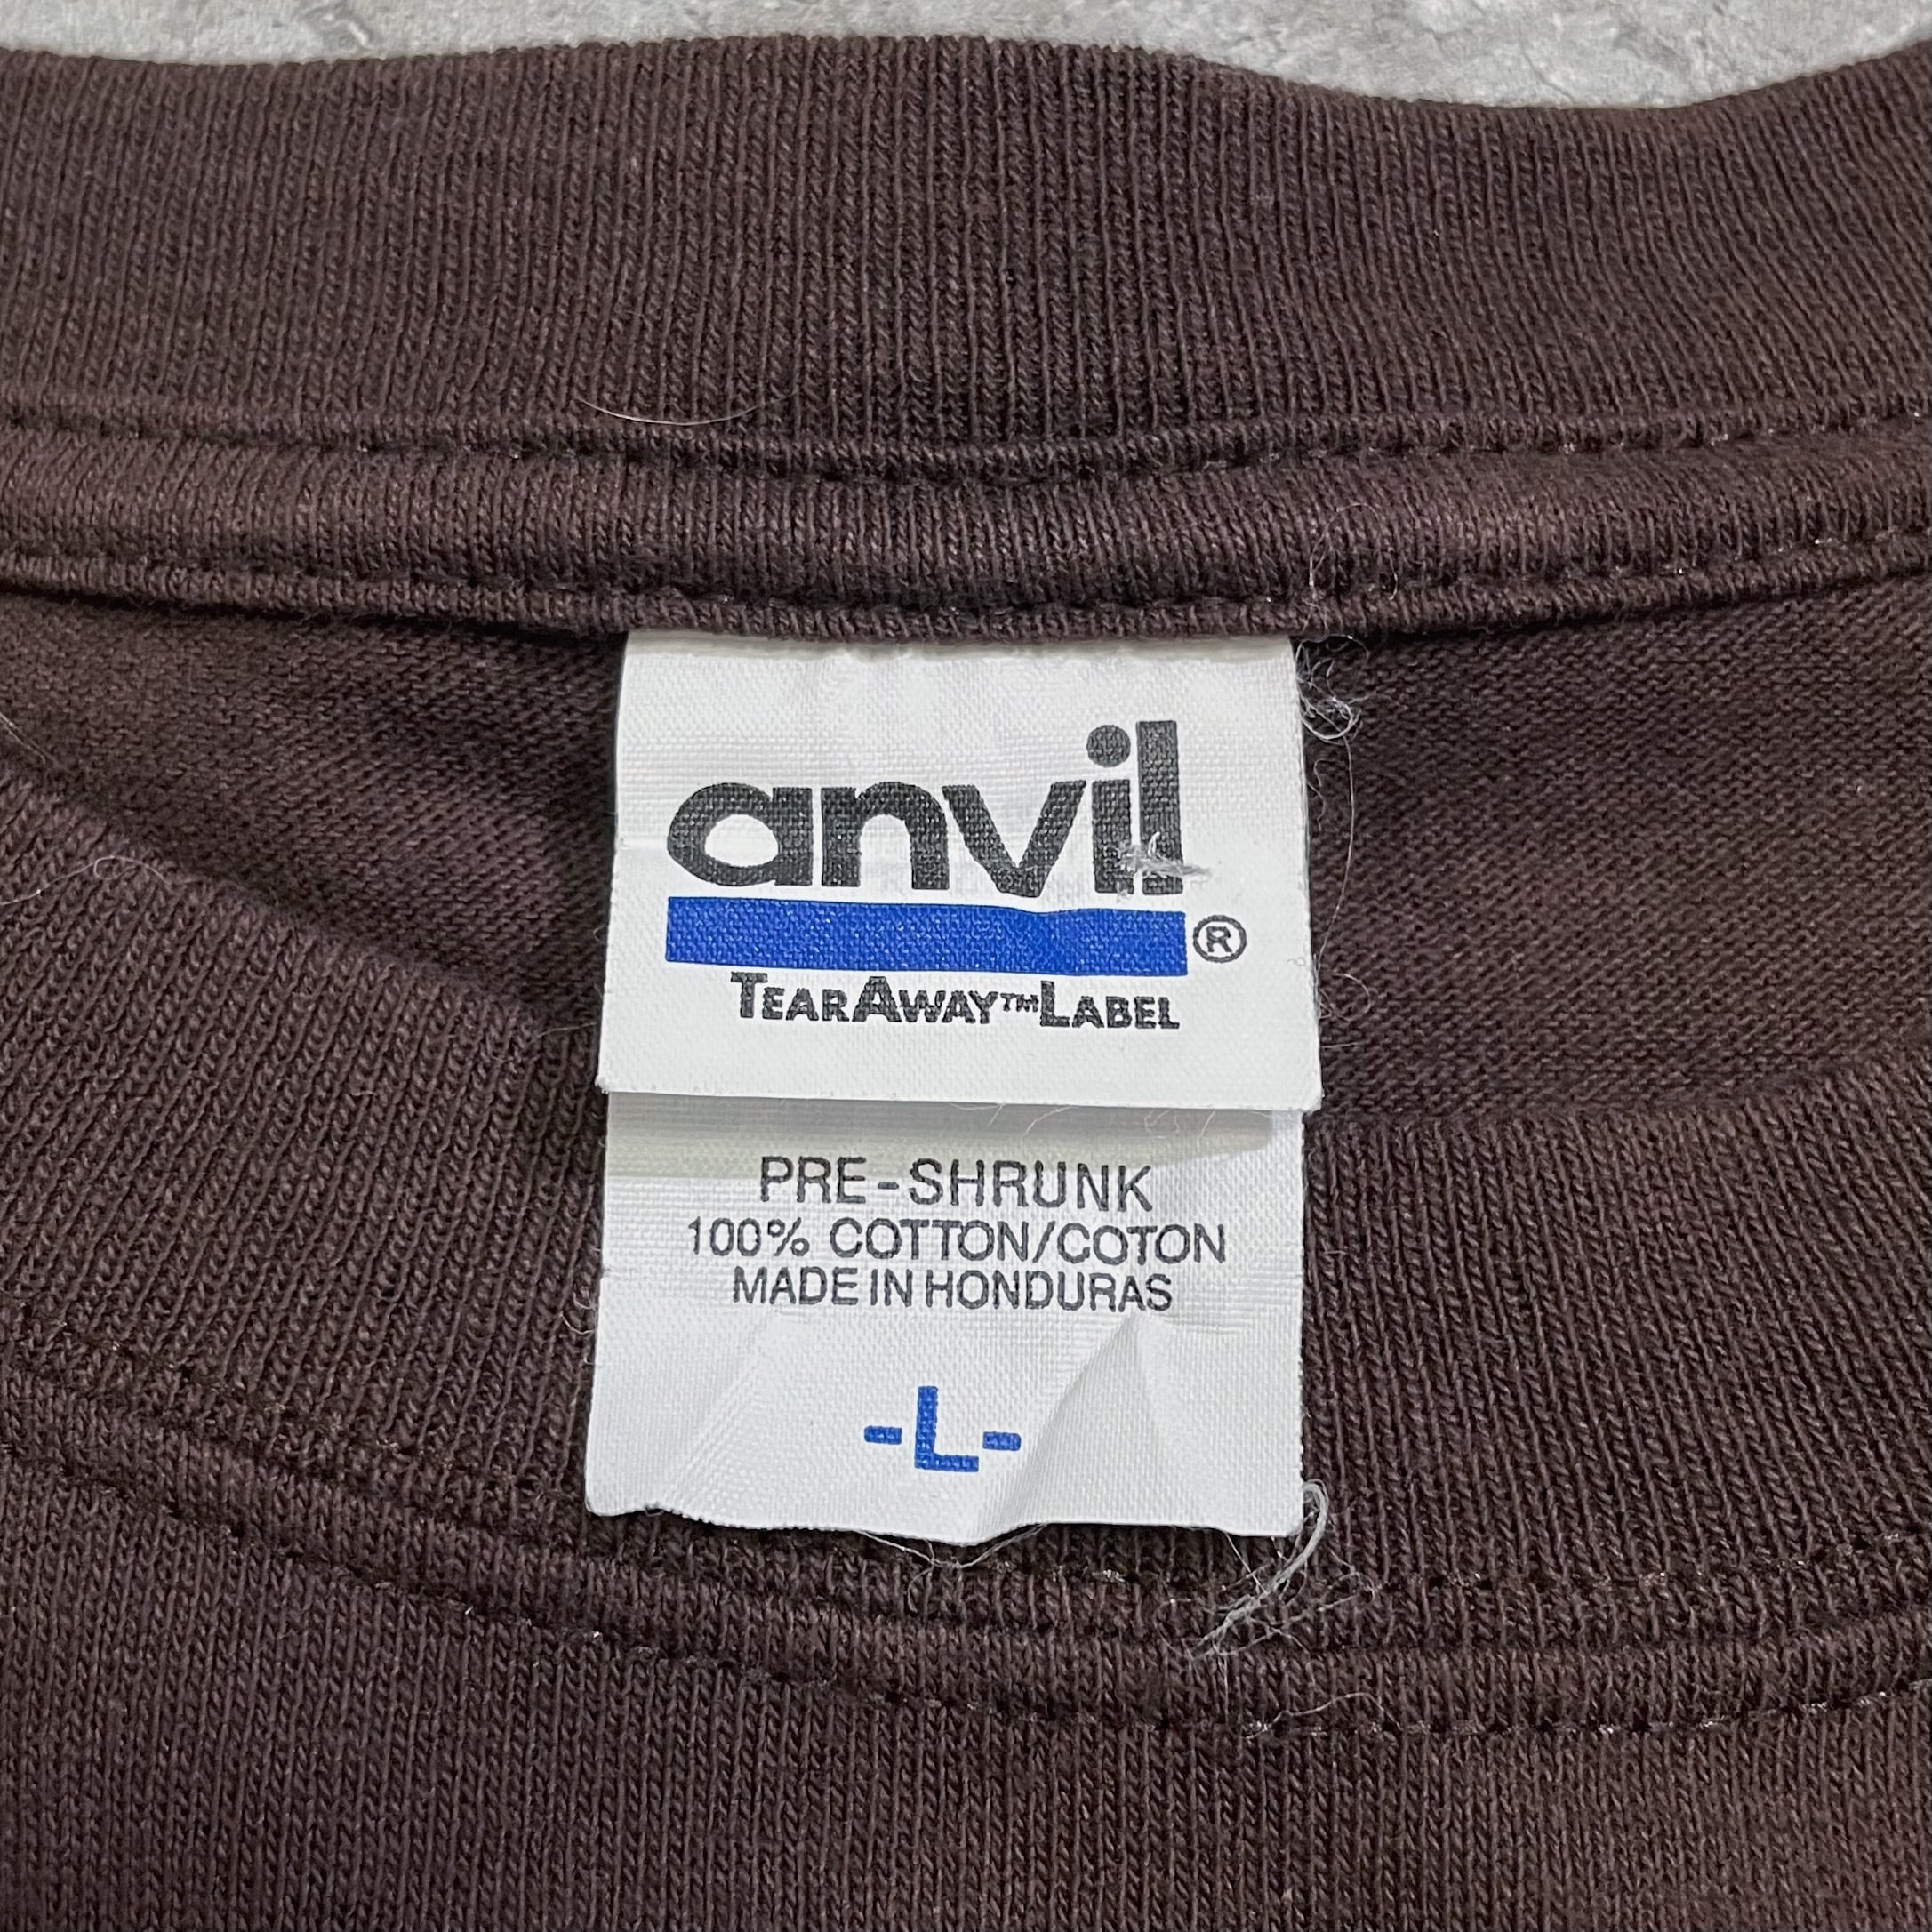 anvil®
TEARAWAY™LABEL
PRE-SHRUNK
100% COTTON/COTON
MADE IN HONDURAS
-L-